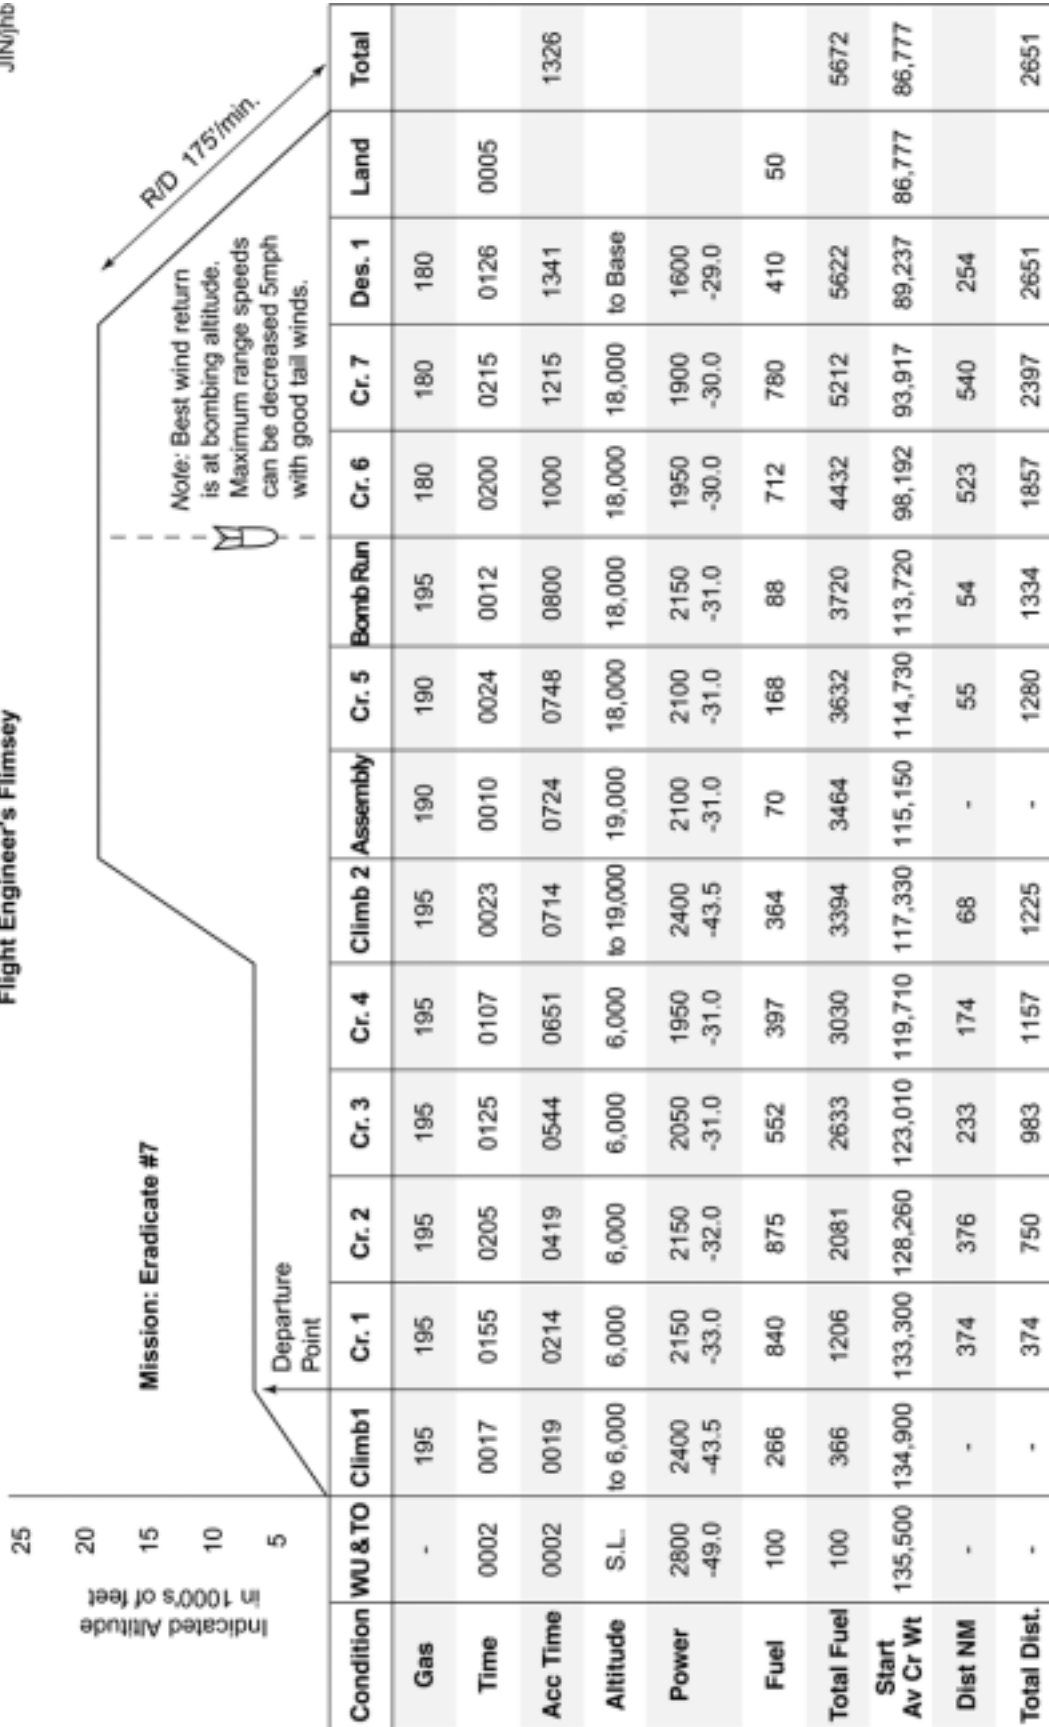 JIN/jhb
Flight Engineer's Flimsey
Mission: Eradicate #7
R/D 175'/min.
Note: Best wind return
is at bombing altitude.
Maximum range speeds
can be decreased 5mph
with good tail winds.
Indicated Altitude
in 1000's of feet
25
20
15
10
5
Departure
Point
Condition WU & TO Climb1 Cr. 1 Cr. 2 Cr. 3 Cr. 4 Climb 2 Assembly Cr. 5 Bomb Run Cr. 6 Cr. 7 Des. 1 Land Total
Gas - 195 195 195 195 195 195 190 190 195 180 180 180
Time 0002 0017 0155 0205 0125 0107 0023 0010 0024 0012 0200 0215 0126 0005
Acc Time 0002 0019 0214 0419 0544 0651 0714 0724 0748 0800 1000 1215 1341 1326
Altitude S.L. to 6,000 6,000 6,000 6,000 6,000 to 19,000 19,000 18,000 18,000 18,000 18,000 to Base
Power 2800 2400 2150 2150 2050 1950 2400 2100 2100 2150 1950 1900 1600
-49.0 -43.5 -33.0 -32.0 -31.0 -31.0 -43.5 -31.0 -31.0 -31.0 -30.0 -30.0 -29.0
Fuel 100 266 840 875 552 397 364 70 168 88 712 780 410 50
Total Fuel 100 366 1206 2081 2633 3030 3394 3464 3632 3720 4432 5212 5622 5672
Start
Av Cr Wt 135,500 134,900 133,300 128,260 123,010 119,710 117,330 115,150 114,730 113,720 98,192 93,917 89,237 86,777 86,777
Dist NM - - 374 376 233 174 68 - 55 54 523 540 254
Total Dist. - - 374 750 983 1157 1225 - 1280 1334 1857 2397 2651 2651